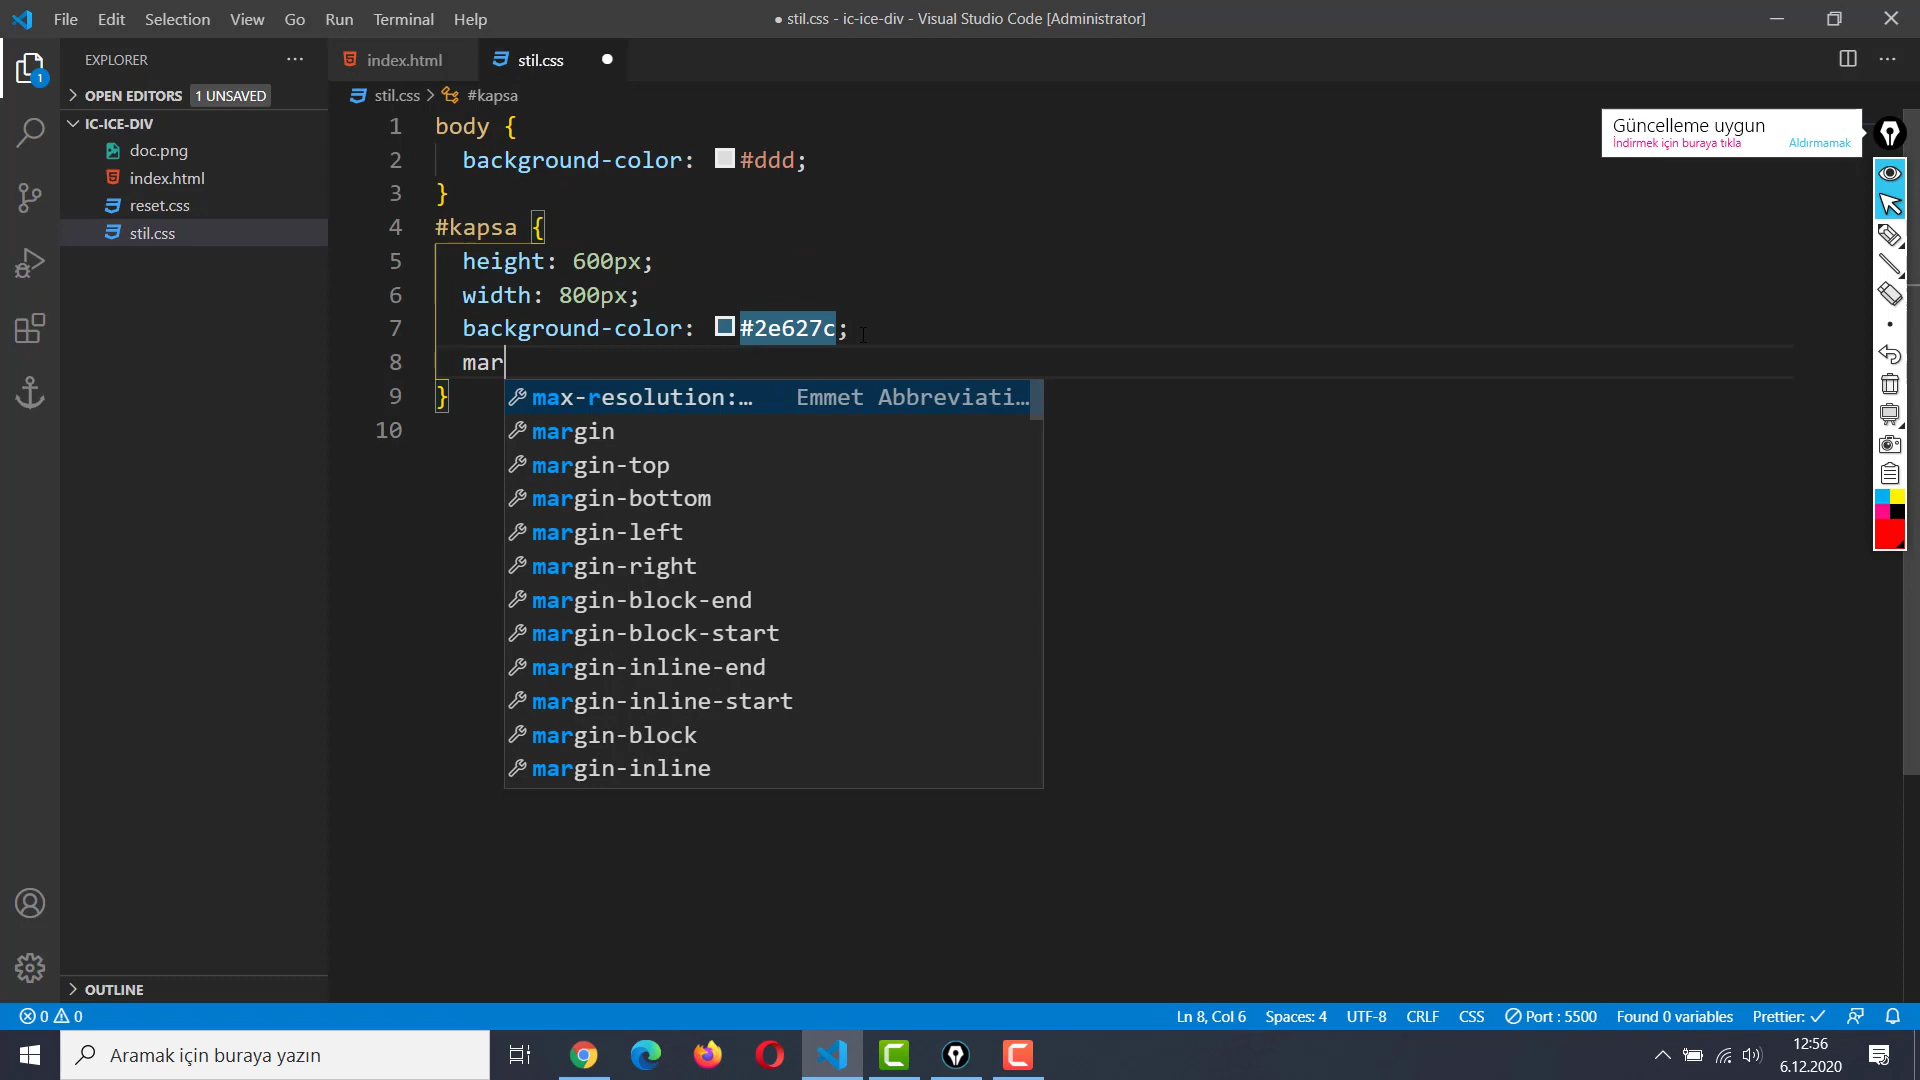 File Edit Selection View Go Run Terminal Help
● stil.css - ic-ice-div - Visual Studio Code [Administrator]
EXPLORER
index.html
stil.css
OPEN EDITORS 1 UNSAVED
stil.css > #kapsa
IC-ICE-DIV
doc.png
index.html
reset.css
stil.css
1 body {
2 background-color: #ddd;
3 }
4 #kapsa {
5 height: 600px;
6 width: 800px;
7 background-color: #2e627c;
8 mar
9 }
10
max-resolution:… Emmet Abbreviati…
margin
margin-top
margin-bottom
margin-left
margin-right
margin-block-end
margin-block-start
margin-inline-end
margin-inline-start
margin-block
margin-inline
Güncelleme uygun
İndirmek için buraya tıkla Aldırmamak
1
OUTLINE
0 0
Ln 8, Col 6 Spaces: 4 UTF-8 CRLF CSS Port : 5500 Found 0 variables Prettier: ✓
Aramak için buraya yazın
12:56
6.12.2020